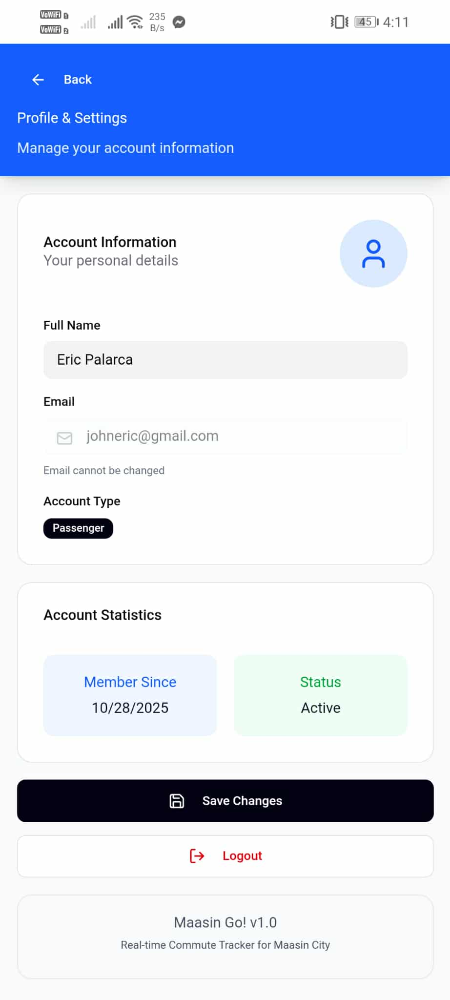 VoWiFi 1
VoWiFi 2
235
B/s
45
4:11
Back
Profile & Settings
Manage your account information
Account Information
Your personal details
Full Name
Eric Palarca
Email
johneric@gmail.com
Email cannot be changed
Account Type
Passenger
Account Statistics
Member Since
10/28/2025
Status
Active
Save Changes
Logout
Maasin Go! v1.0
Real-time Commute Tracker for Maasin City